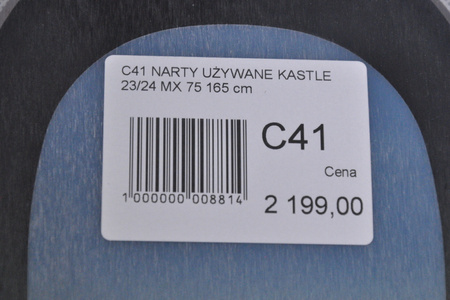 C41 NARTY UŻYWANE KASTLE
23/24 MX 75 165 cm
C41
Cena
1 000000 008814
2 199,00